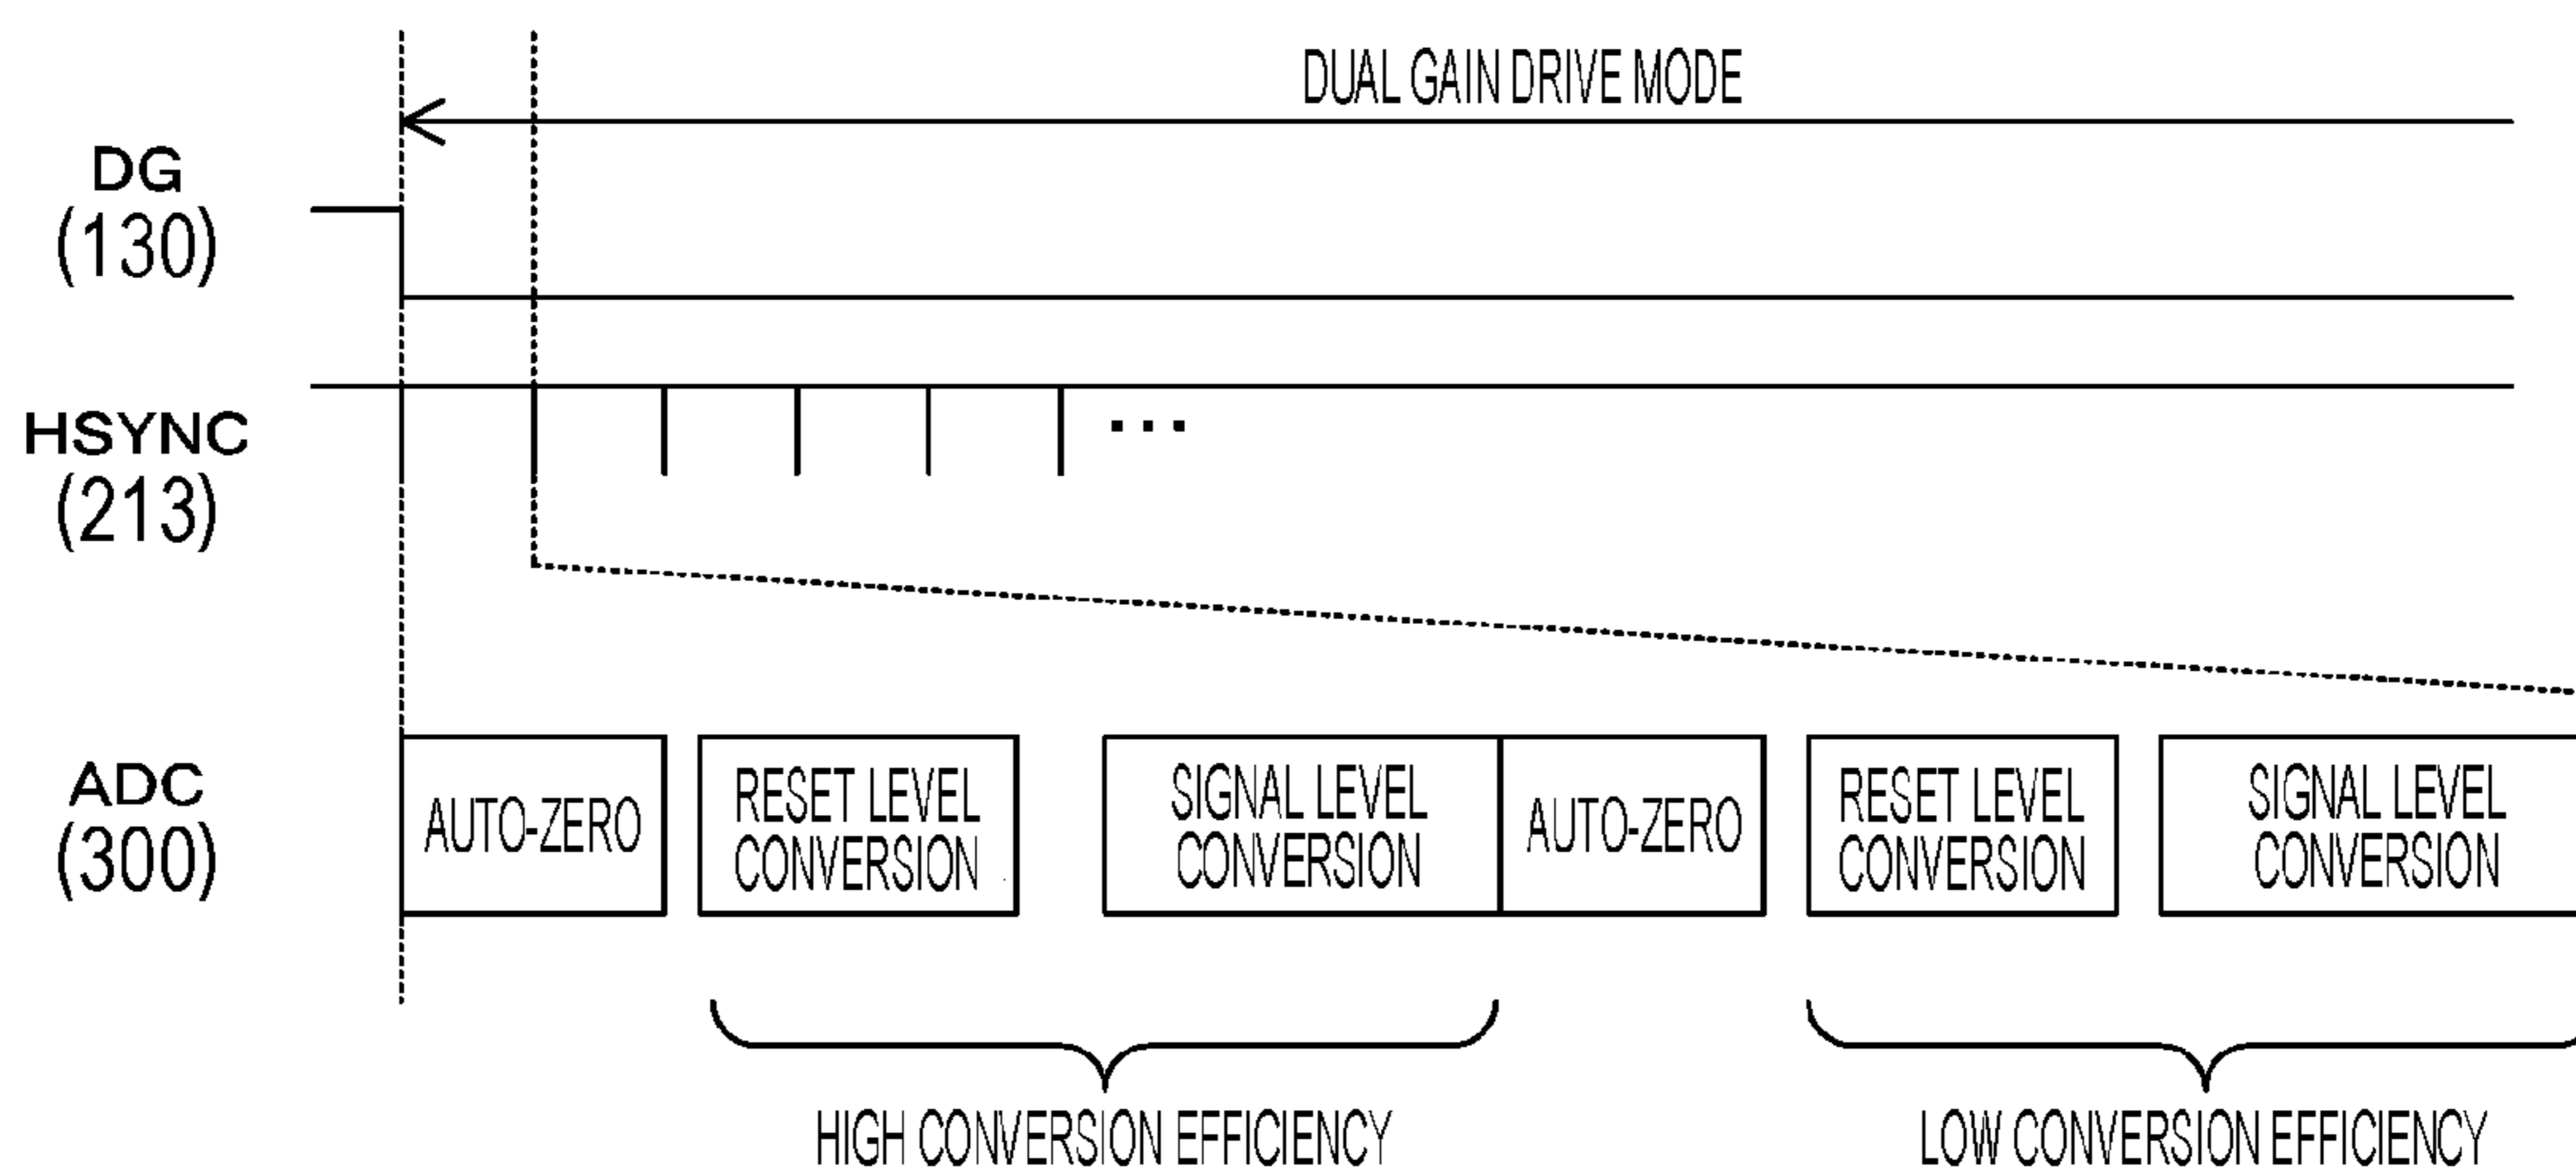 DUAL GAIN DRIVE MODE
DG
(130)
HSYNC
(213)
...
ADC
(300)
AUTO-ZERO
RESET LEVEL
CONVERSION
SIGNAL LEVEL
CONVERSION
AUTO-ZERO
RESET LEVEL
CONVERSION
SIGNAL LEVEL
CONVERSION
HIGH CONVERSION EFFICIENCY
LOW CONVERSION EFFICIENCY